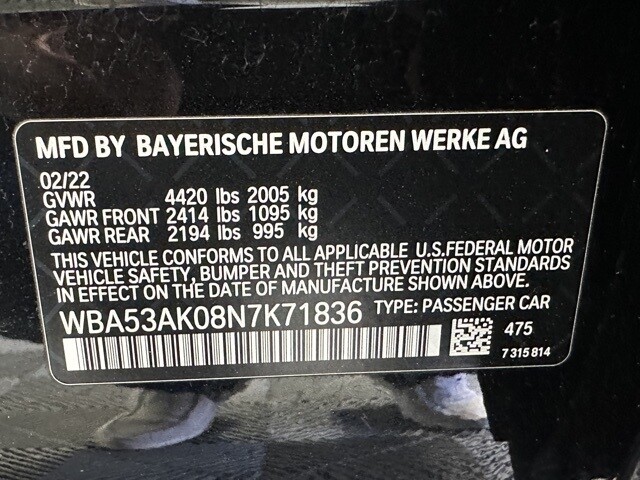 MFD BY BAYERISCHE MOTOREN WERKE AG
02/22
GVWR 4420 lbs 2005 kg
GAWR FRONT 2414 lbs 1095 kg
GAWR REAR 2194 lbs 995 kg
THIS VEHICLE CONFORMS TO ALL APPLICABLE U.S.FEDERAL MOTOR
VEHICLE SAFETY, BUMPER AND THEFT PREVENTION STANDARDS
IN EFFECT ON THE DATE OF MANUFACTURE SHOWN ABOVE.
WBA53AK08N7K71836 TYPE: PASSENGER CAR
475
7 315 814